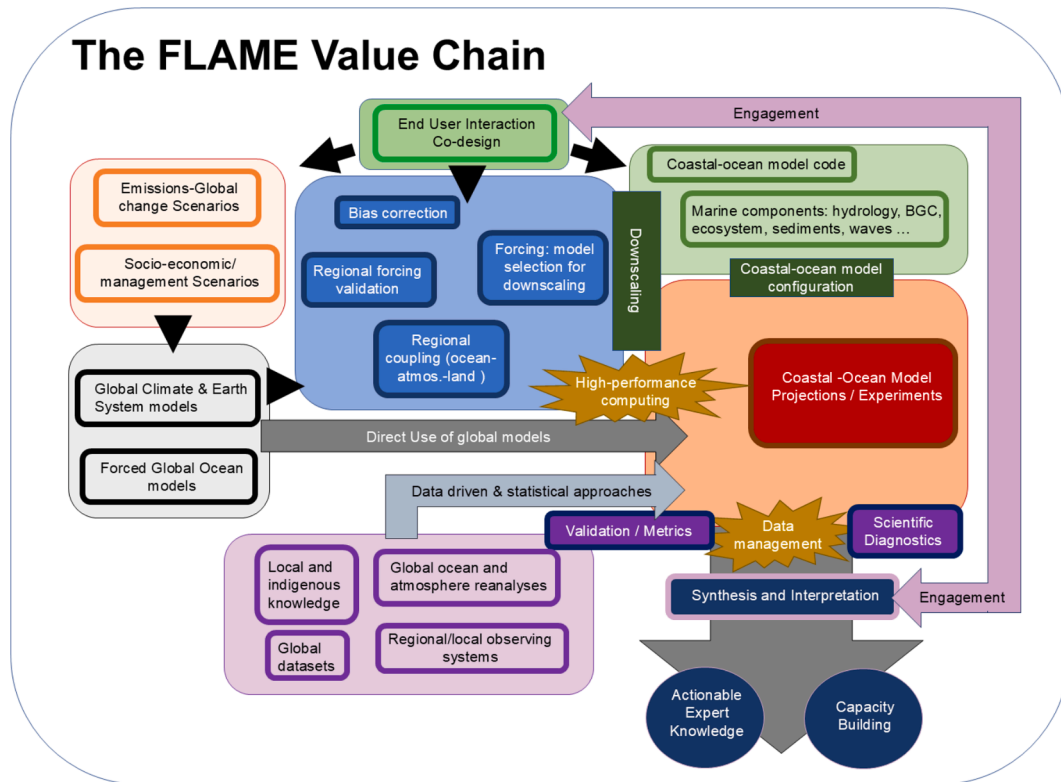 The FLAME Value Chain
Engagement
End User Interaction
Co-design
Coastal-ocean model code
Emissions-Global
change Scenarios
Bias correction
Marine components: hydrology, BGC,
ecosystem, sediments, waves ...
Socio-economic/
management Scenarios
Regional forcing
validation
Forcing: model
selection for
downscaling
Downscaling
Coastal-ocean model
configuration
Regional
coupling (ocean-
atmos.-land )
Global Climate & Earth
System models
High-performance
computing
Coastal -Ocean Model
Projections / Experiments
Direct Use of global models
Forced Global Ocean
models
Data driven & statistical approaches
Validation / Metrics
Data
management
Scientific
Diagnostics
Local and
indigenous
knowledge
Global ocean and
atmosphere reanalyses
Synthesis and Interpretation
Engagement
Global
datasets
Regional/local observing
systems
Actionable
Expert
Knowledge
Capacity
Building